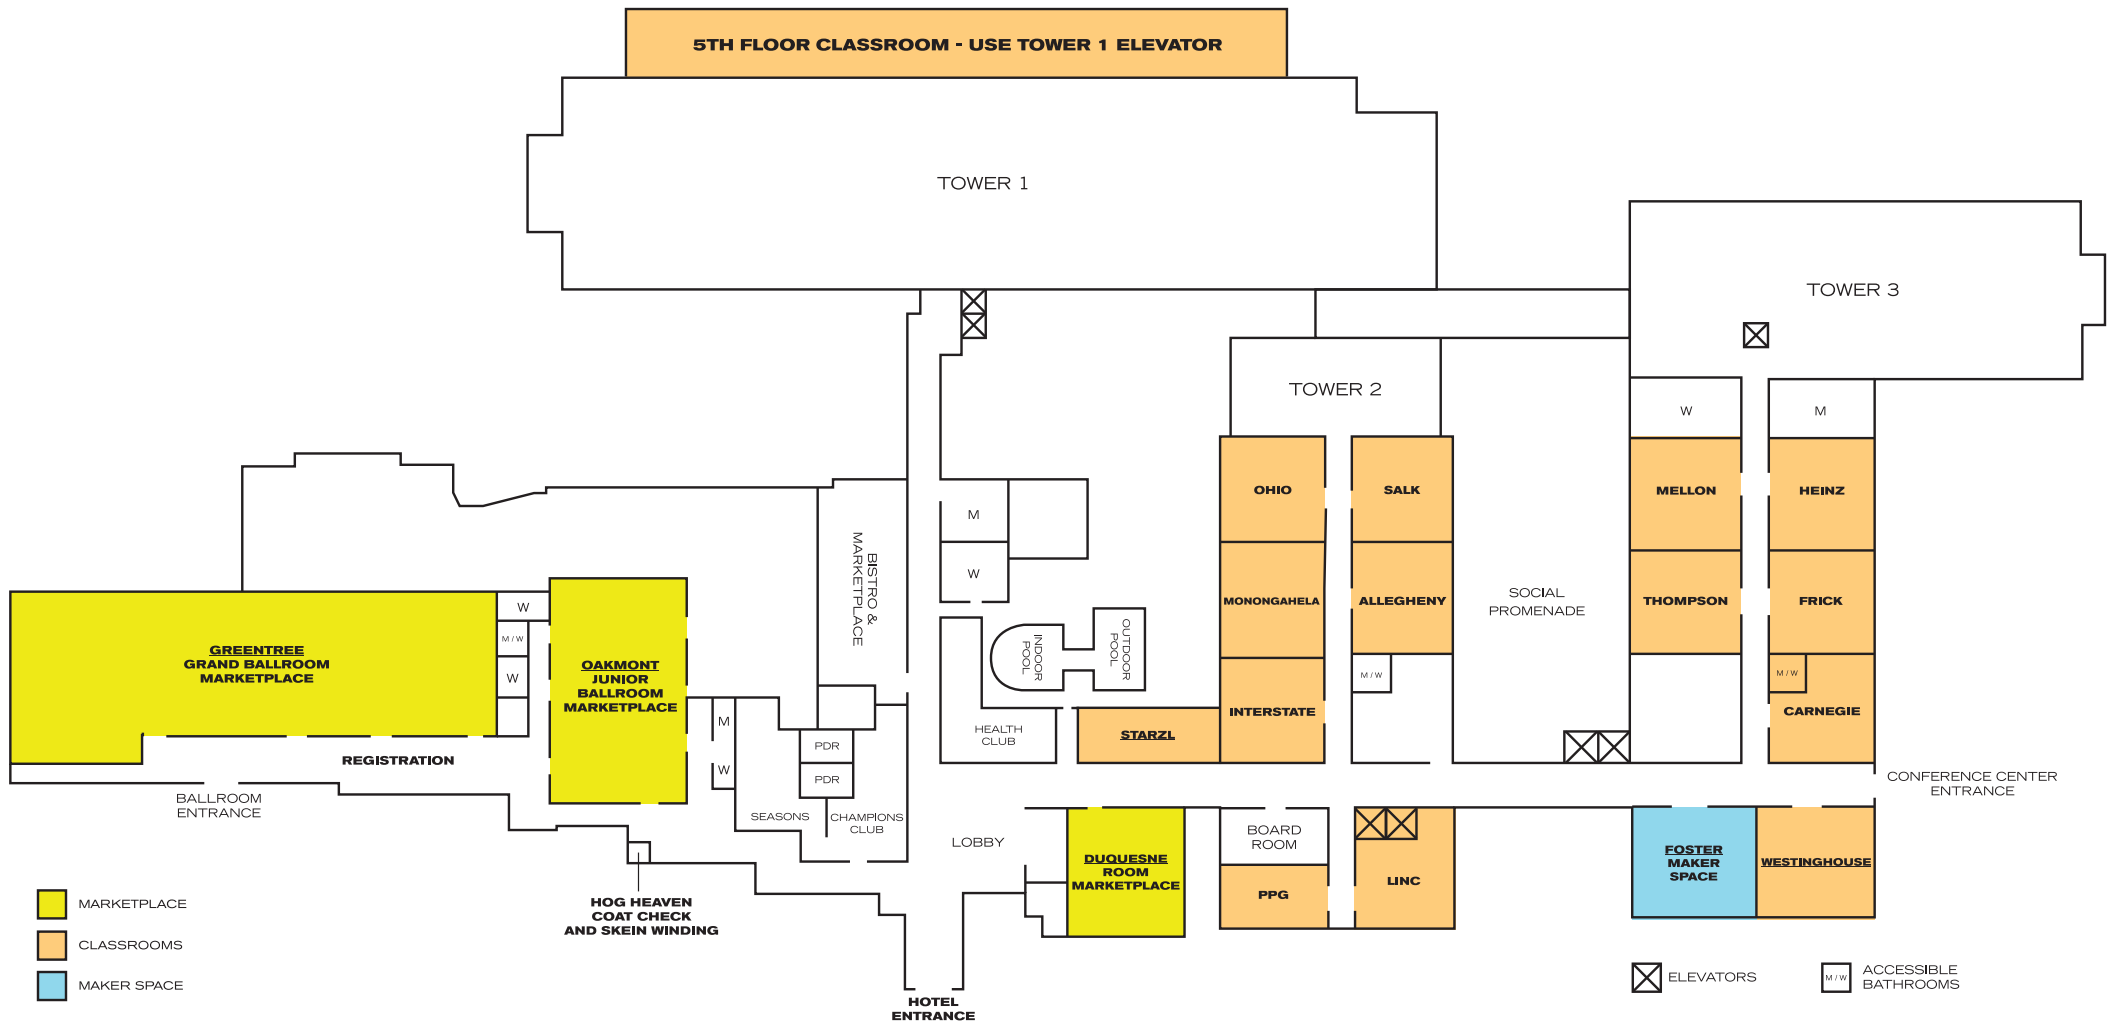 5TH FLOOR CLASSROOM - USE TOWER 1 ELEVATOR
TOWER 1
TOWER 3
TOWER 2
W
M
OHIO
SALK
MELLON
HEINZ
M
W
BISTRO &
MARKETPLACE
MONONGAHELA
ALLEGHENY
SOCIAL
PROMENADE
THOMPSON
FRICK
W
M / W
W
GREENTREE
GRAND BALLROOM
MARKETPLACE
OAKMONT
JUNIOR
BALLROOM
MARKETPLACE
INDOOR
POOL
OUTDOOR
POOL
M / W
M / W
INTERSTATE
CARNEGIE
M
W
PDR
PDR
HEALTH
CLUB
STARZL
REGISTRATION
BALLROOM
ENTRANCE
SEASONS
CHAMPIONS
CLUB
LOBBY
CONFERENCE CENTER
ENTRANCE
BOARD
ROOM
DUQUESNE
ROOM
MARKETPLACE
PPG
LINC
FOSTER
MAKER
SPACE
WESTINGHOUSE
HOG HEAVEN
COAT CHECK
AND SKEIN WINDING
MARKETPLACE
CLASSROOMS
MAKER SPACE
HOTEL
ENTRANCE
ELEVATORS
M / W
ACCESSIBLE
BATHROOMS